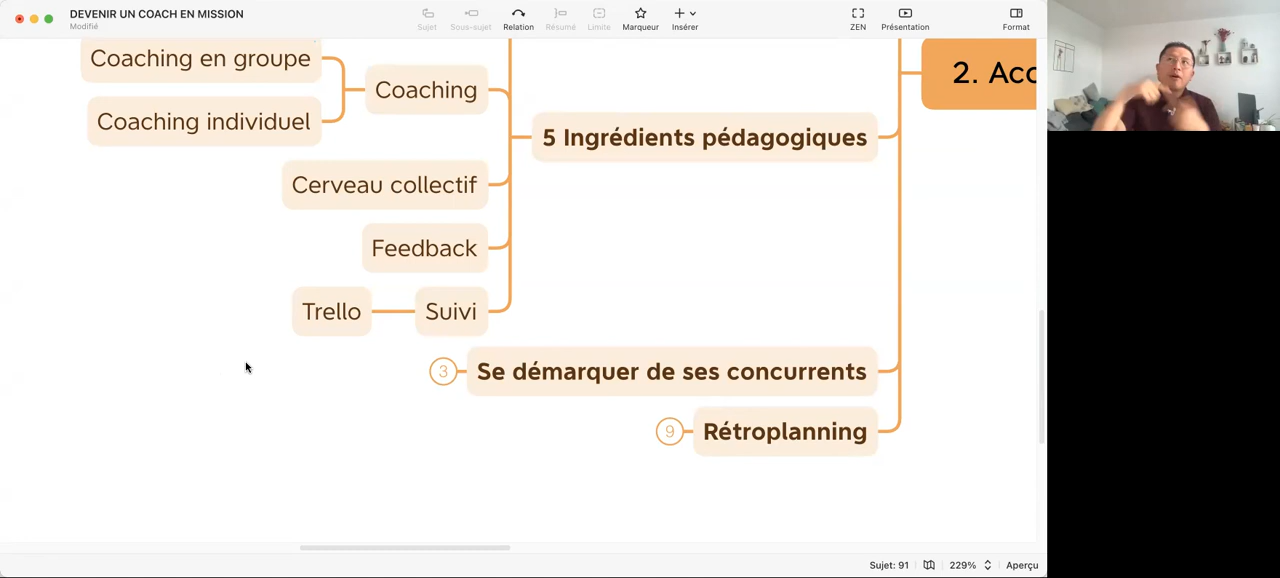 DEVENIR UN COACH EN MISSION
Modifié
Sujet
Sous-sujet
Relation
Résumé
Limite
Marqueur
Insérer
ZEN
Présentation
Format
Coaching en groupe
Coaching
Coaching individuel
2. Acc
5 Ingrédients pédagogiques
Cerveau collectif
Feedback
Trello
Suivi
3
Se démarquer de ses concurrents
9
Rétroplanning
Sujet: 91
229%
Aperçu